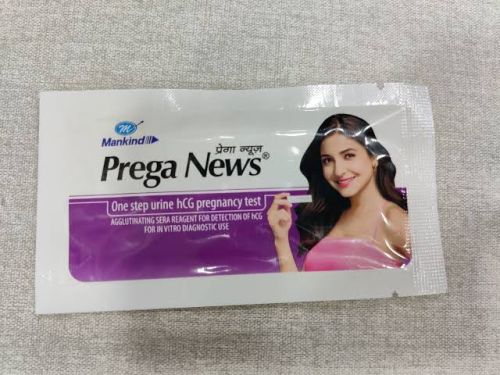 m
Mankind
प्रेगा न्यूज़
Prega News®
One step urine hCG pregnancy test
AGGLUTINATING SERA REAGENT FOR DETECTION OF hCG
FOR IN VITRO DIAGNOSTIC USE